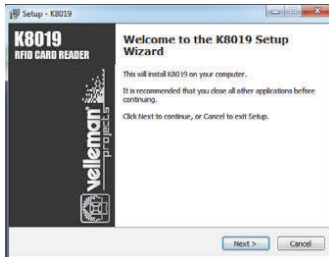 Setup - K8019
K8019
RFID CARD READER
velleman
projects
Welcome to the K8019 Setup
Wizard
This will install K8019 on your computer.
It is recommended that you close all other applications before
continuing.
Click Next to continue, or Cancel to exit Setup.
Next >
Cancel